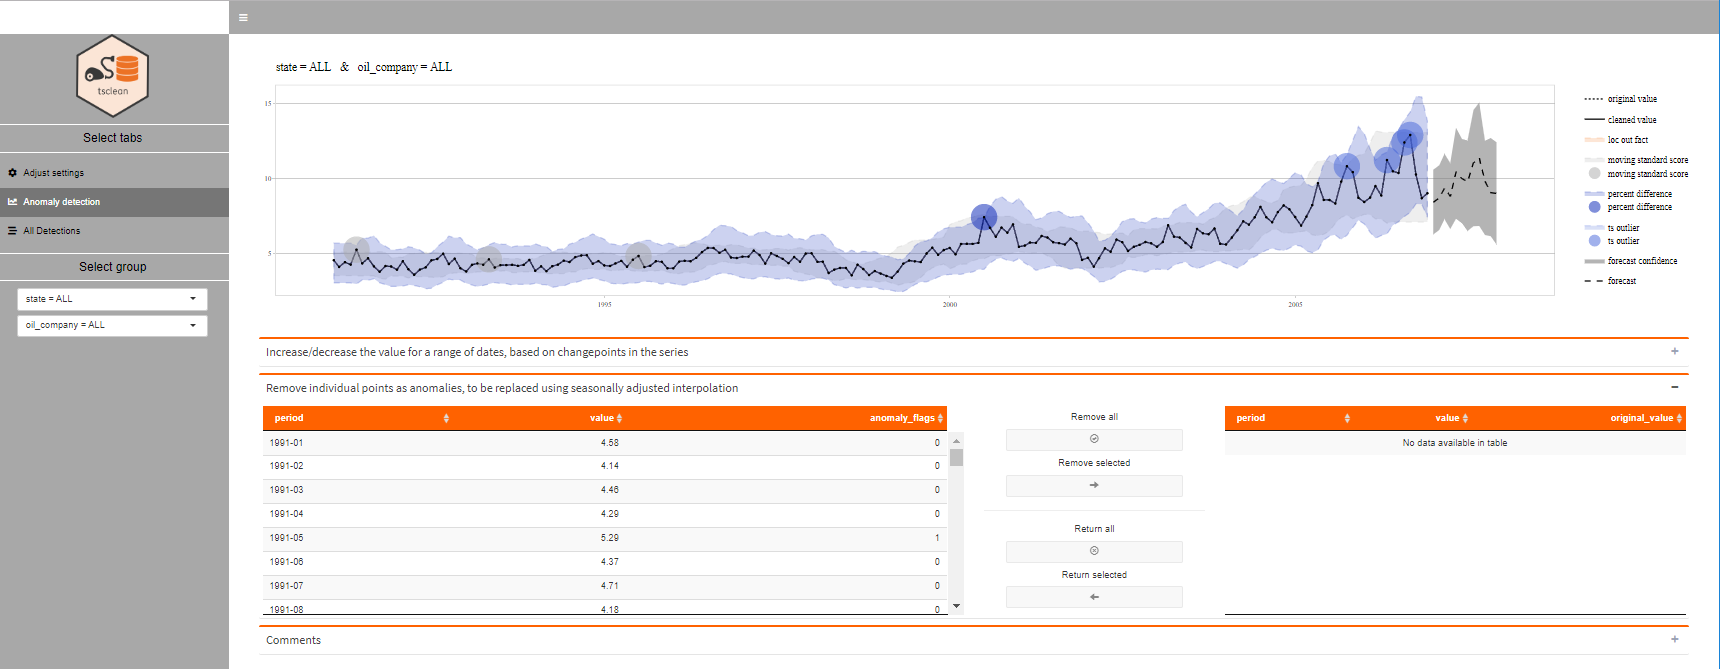 tsclean
Select tabs
Adjust settings
Anomaly detection
All Detections
Select group
state = ALL
oil_company = ALL
state = ALL & oil_company = ALL
15
10
5
1995
2000
2005
original value
cleaned value
loc out fact
moving standard score
moving standard score
percent difference
percent difference
ts outlier
ts outlier
forecast confidence
forecast
Increase/decrease the value for a range of dates, based on changepoints in the series
Remove individual points as anomalies, to be replaced using seasonally adjusted interpolation
period value anomaly_flags
1991-01 4.58 0
1991-02 4.14 0
1991-03 4.46 0
1991-04 4.29 0
1991-05 5.29 1
1991-06 4.37 0
1991-07 4.71 0
1991-08 4.18 0
Remove all
Remove selected
Return all
Return selected
period value original_value
No data available in table
Comments